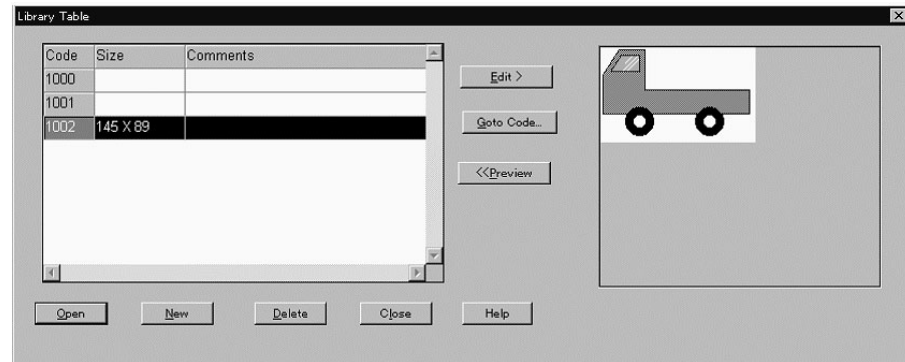 Library Table
Code Size Comments
1000
1001
1002 145 X 89
Edit >
Goto Code...
<<Preview
Open New Delete Close Help